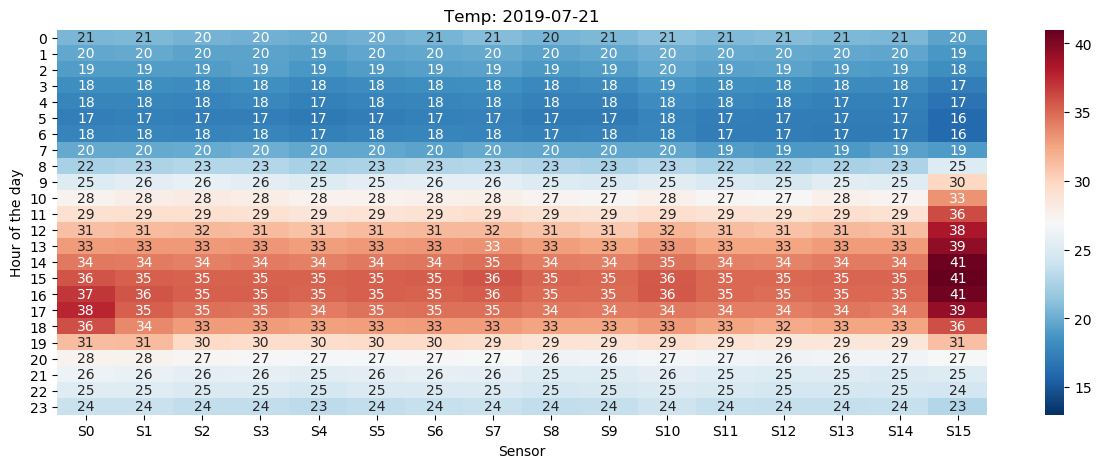 Temp: 2019-07-21
0 21 21 20 20 20 20 21 21 20 21 21 21 21 21 21 20
1 20 20 20 20 19 20 20 20 20 20 20 20 20 20 20 19
2 19 19 19 19 19 19 19 19 19 19 20 19 19 19 19 18
3 18 18 18 18 18 18 18 18 18 18 19 18 18 18 18 17
4 18 18 18 18 17 18 18 18 18 18 18 18 18 17 17 17
5 17 17 17 17 17 17 17 17 17 17 18 17 17 17 17 16
6 18 18 18 18 17 18 18 18 17 17 18 17 17 17 17 16
7 20 20 20 20 20 20 20 20 20 20 20 19 19 19 19 19
8 22 23 23 23 22 23 23 23 23 23 23 22 22 22 23 25
9 25 26 26 26 25 25 26 26 25 25 25 25 25 25 25 30
10 28 28 28 28 28 28 28 28 27 27 28 27 27 28 27 33
11 29 29 29 29 29 29 29 29 29 29 29 29 29 29 29 36
12 31 31 32 31 31 31 31 32 31 31 32 31 31 31 31 38
13 33 33 33 33 33 33 33 33 33 33 33 33 33 33 33 39
14 34 34 34 34 34 34 34 35 34 34 35 34 34 34 34 41
15 36 35 35 35 35 35 35 36 35 35 36 35 35 35 35 41
16 37 36 35 35 35 35 35 36 35 35 36 35 35 35 35 41
17 38 35 35 35 34 35 35 35 34 34 34 34 34 34 34 39
18 36 34 33 33 33 33 33 33 33 33 33 33 32 33 33 36
19 31 31 30 30 30 30 30 29 29 29 29 29 29 29 29 31
20 28 28 27 27 27 27 27 27 26 26 27 27 26 26 27 27
21 26 26 26 25 26 26 26 25 25 25 26 25 25 25 25 25
22 25 25 25 25 25 25 25 25 25 25 25 25 25 25 25 24
23 24 24 24 24 23 24 24 24 24 24 24 24 24 24 24 23
S0 S1 S2 S3 S4 S5 S6 S7 S8 S9 S10 S11 S12 S13 S14 S15
Sensor
Hour of the day
40
35
30
25
20
15